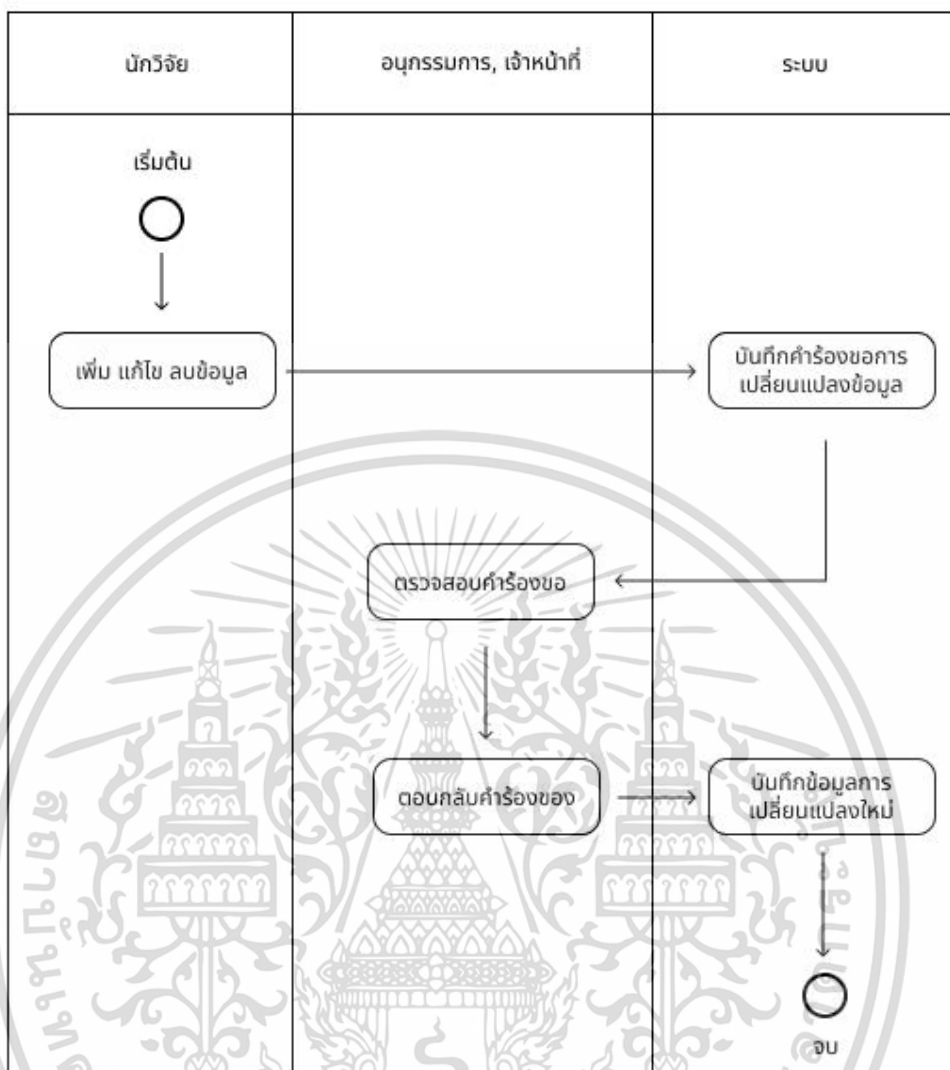 นักวิจัย
อนุกรรมการ, เจ้าหน้าที่
ระบบ
เริ่มต้น
เพิ่ม แก้ไข ลบข้อมูล
บันทึกคำร้องขอการ
เปลี่ยนแปลงข้อมูล
ตรวจสอบคำร้องขอ
ตอบกลับคำร้องของ
บันทึกข้อมูลการ
เปลี่ยนแปลงใหม่
จบ